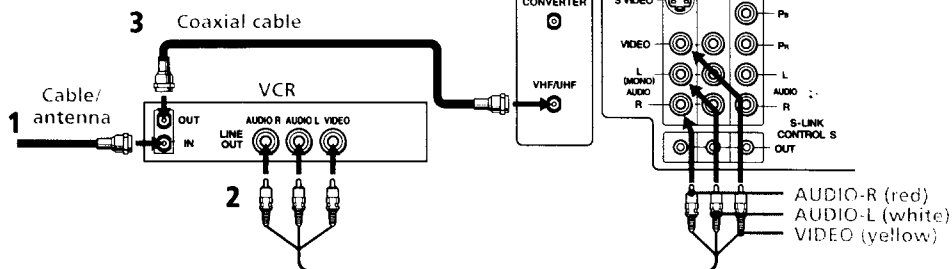 CONVERTER
S VIDEO
PB
3 Coaxial cable
VIDEO
PR
L
(MONO)
AUDIO
R
L
AUDIO
R
VHF/UHF
Cable/
antenna
1
VCR
OUT
IN
LINE
OUT
AUDIO R AUDIO L VIDEO
S-LINK
CONTROL S
OUT
2
AUDIO-R (red)
AUDIO-L (white)
VIDEO (yellow)